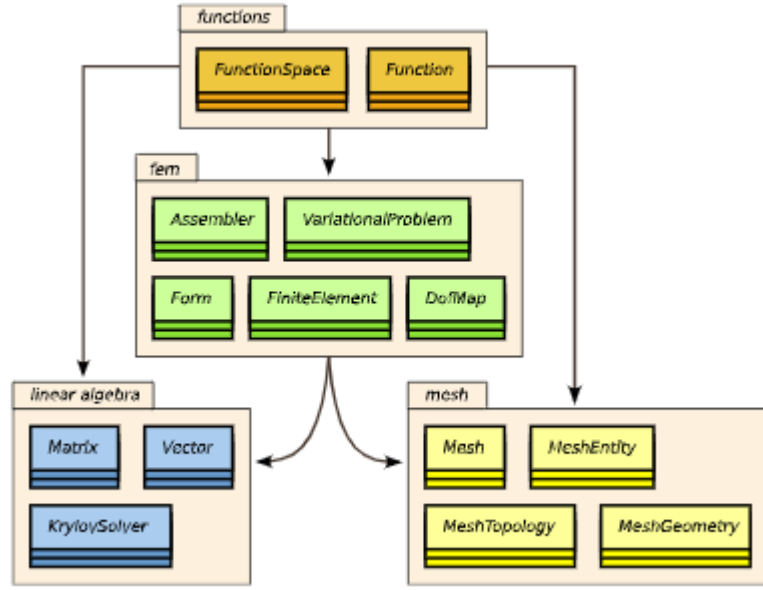 functions
FunctionSpace
Function
fem
Assembler
VariationalProblem
Form
FiniteElement
DofMap
linear algebra
Matrix
Vector
KrylovSolver
mesh
Mesh
MeshEntity
MeshTopology
MeshGeometry